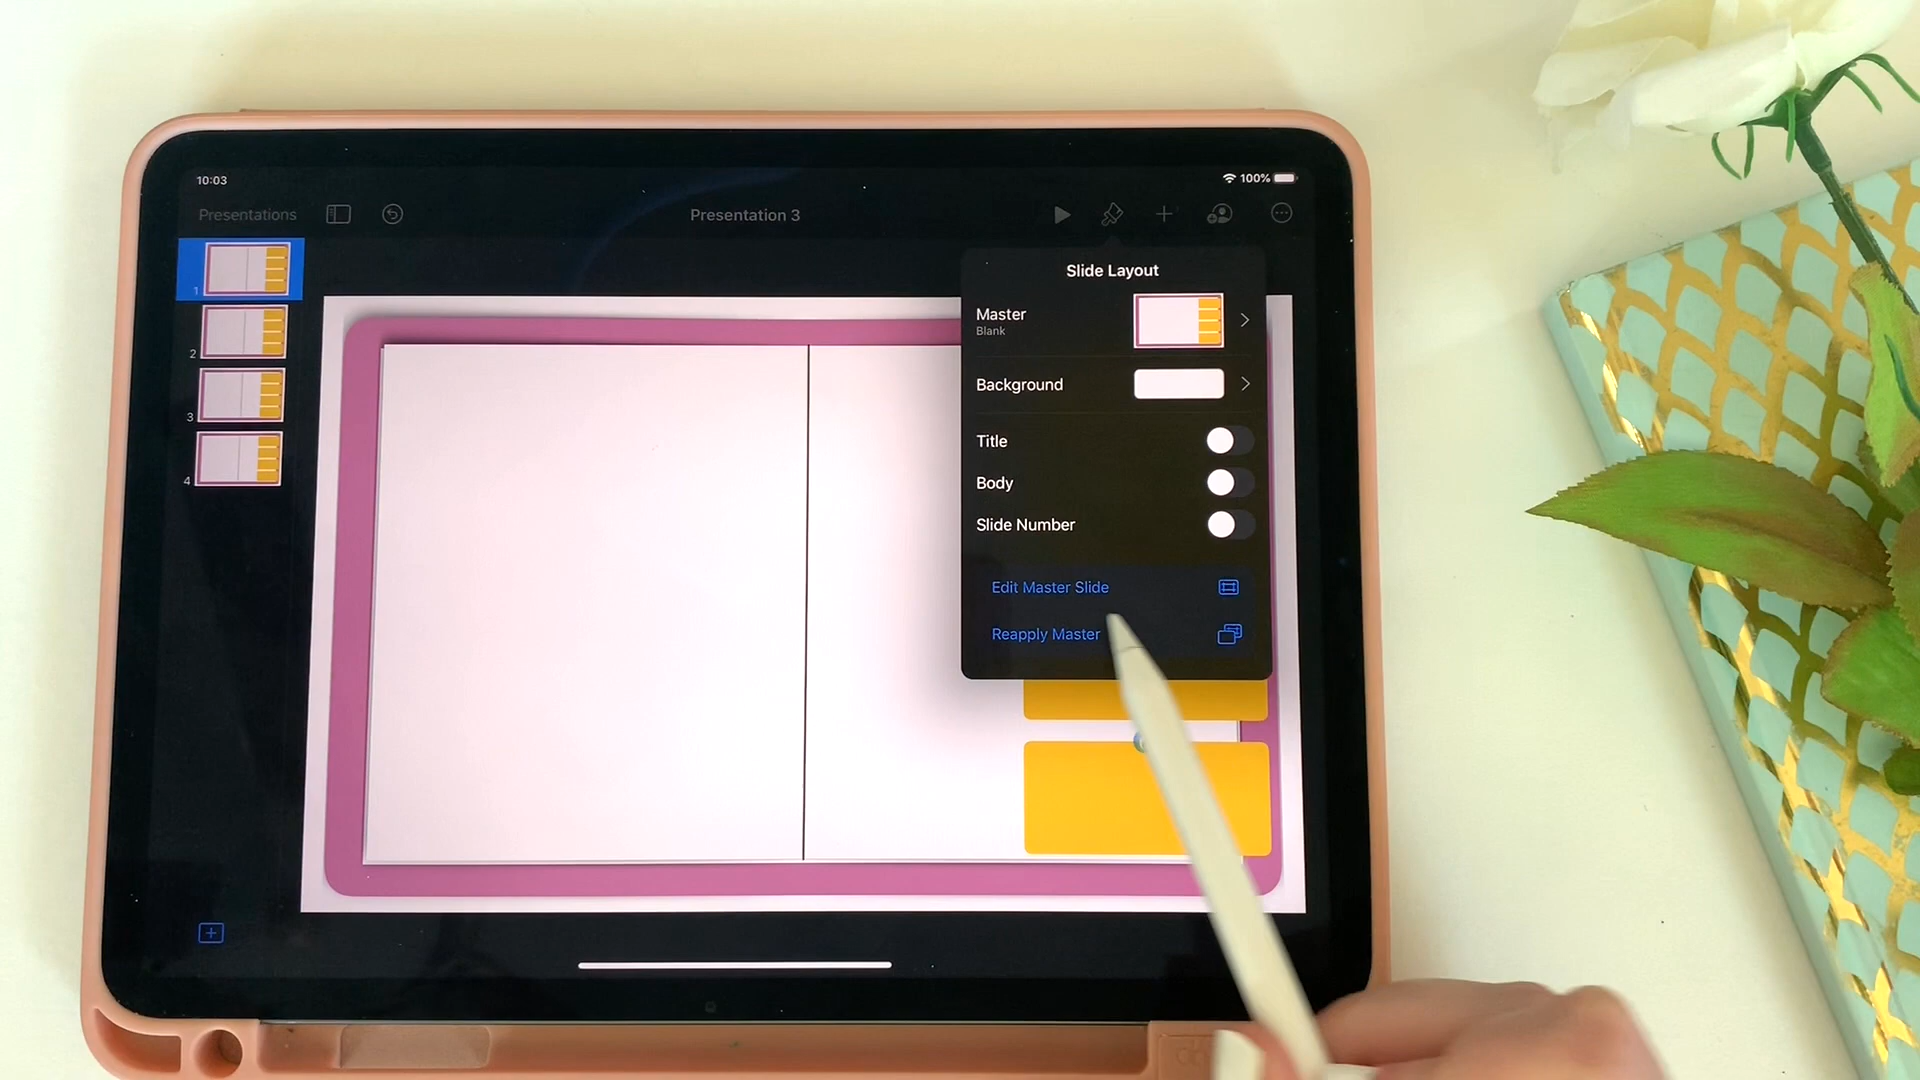 10:03
100%
Presentations
Presentation 3
1
2
3
4
Slide Layout
Master
Blank
Background
Title
Body
Slide Number
Edit Master Slide
Reapply Master